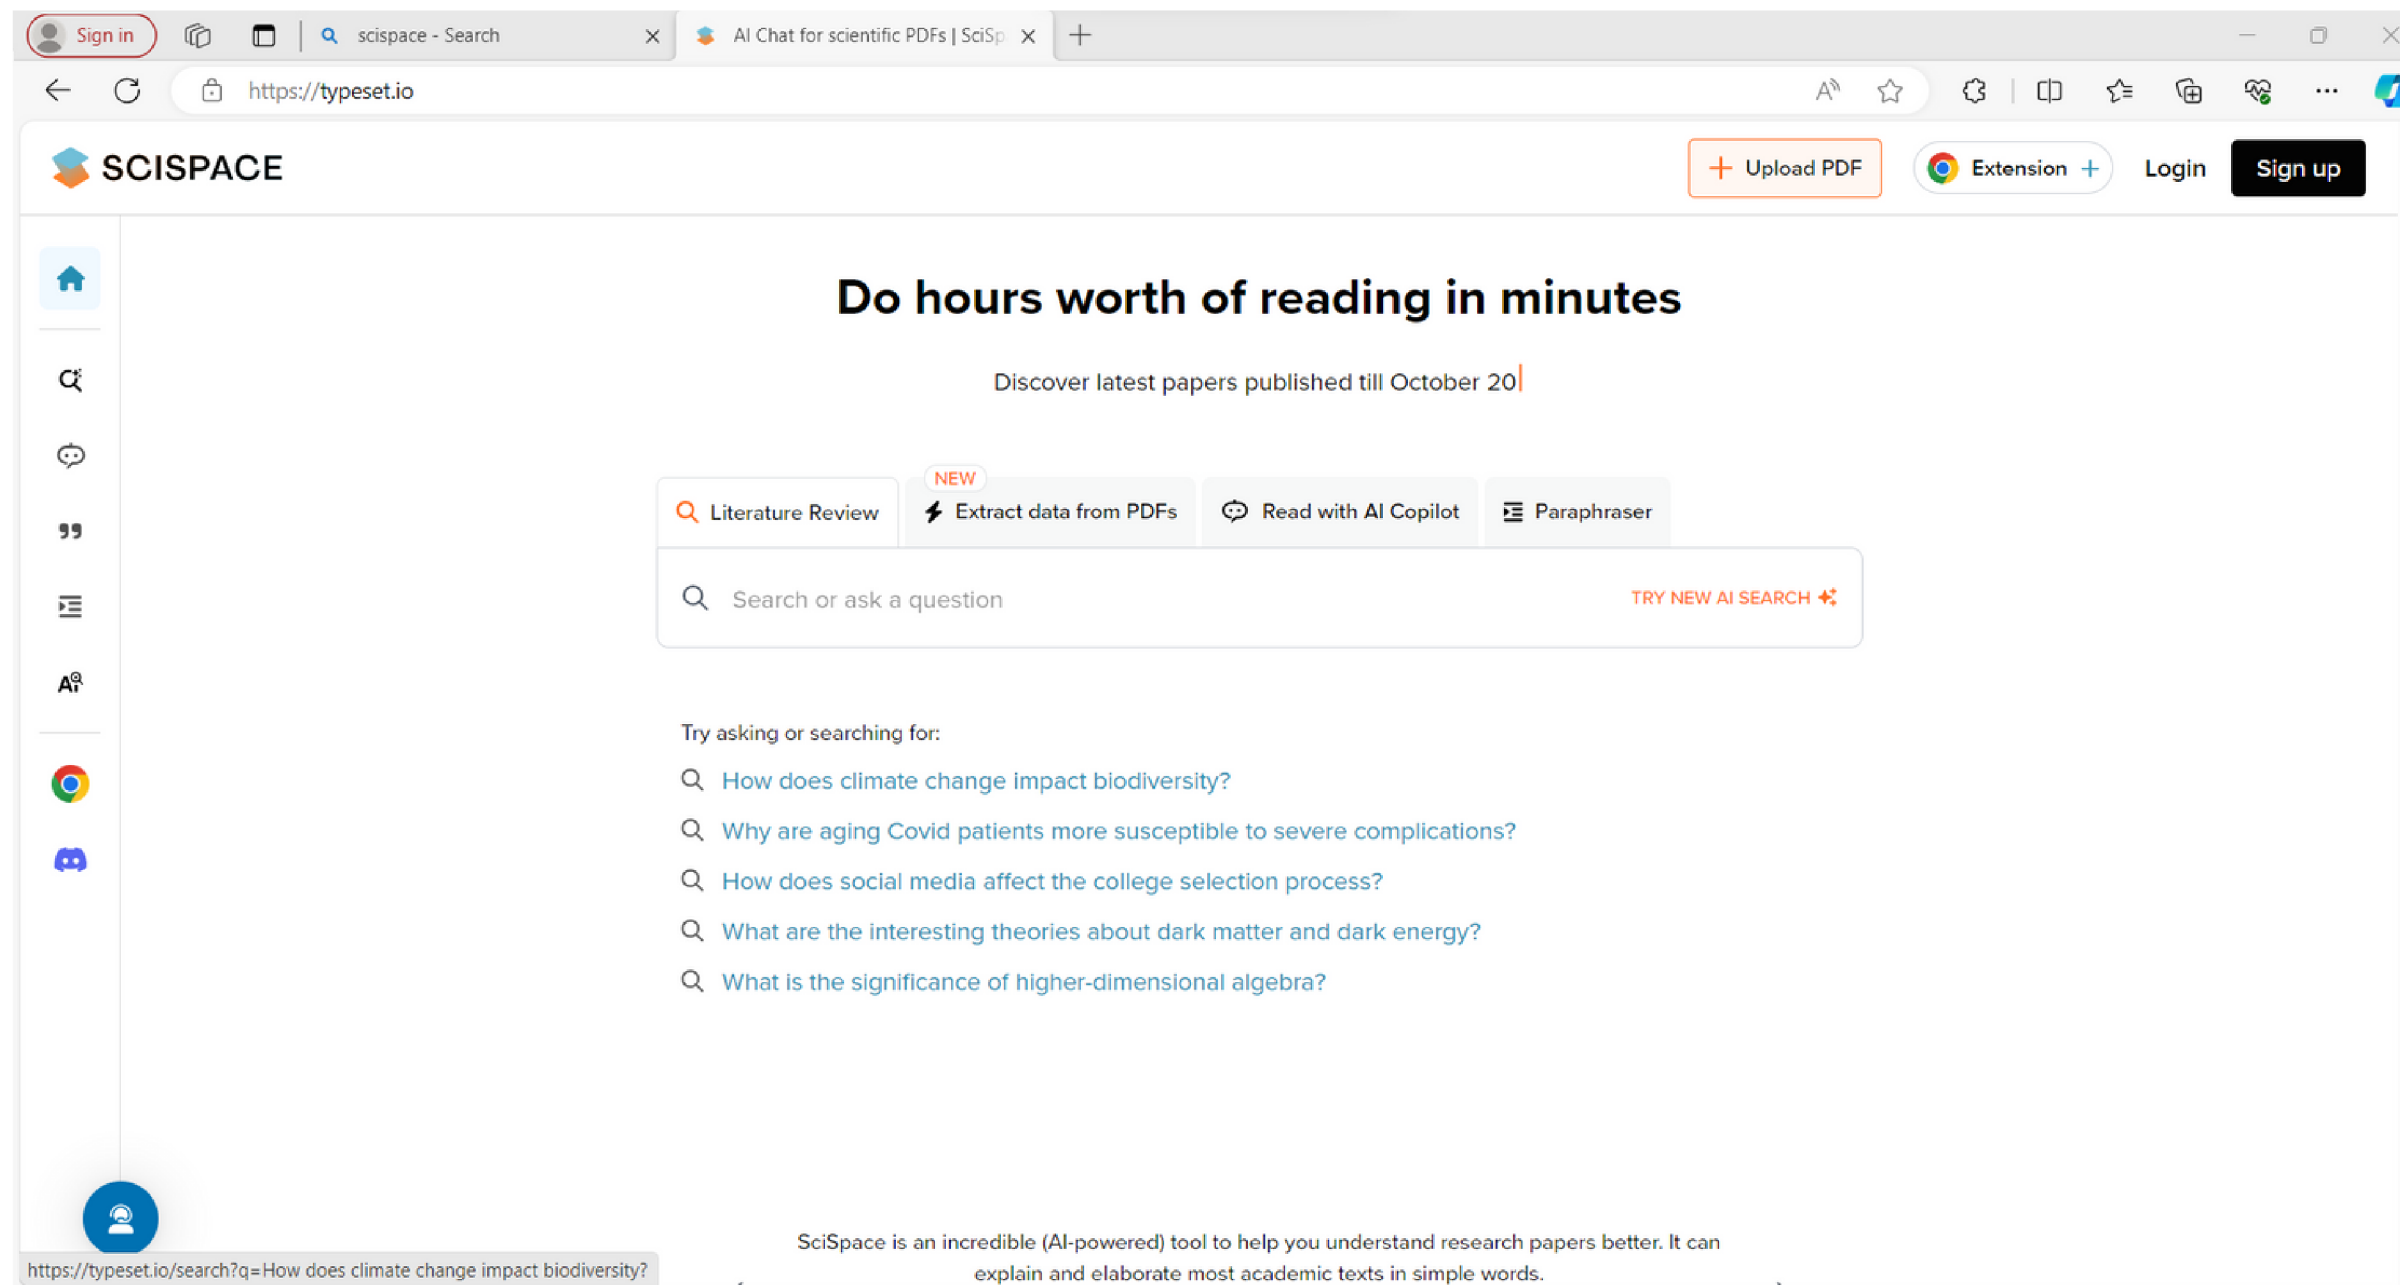 Sign in
scispace - Search
AI Chat for scientific PDFs | SciSp
https://typeset.io
SCISPACE
Upload PDF
Extension +
Login
Sign up
Do hours worth of reading in minutes
Discover latest papers published till October 20
NEW
Literature Review
Extract data from PDFs
Read with AI Copilot
Paraphraser
Search or ask a question
TRY NEW AI SEARCH
Try asking or searching for:
How does climate change impact biodiversity?
Why are aging Covid patients more susceptible to severe complications?
How does social media affect the college selection process?
What are the interesting theories about dark matter and dark energy?
What is the significance of higher-dimensional algebra?
SciSpace is an incredible (AI-powered) tool to help you understand research papers better. It can
explain and elaborate most academic texts in simple words.
https://typeset.io/search?q=How does climate change impact biodiversity?